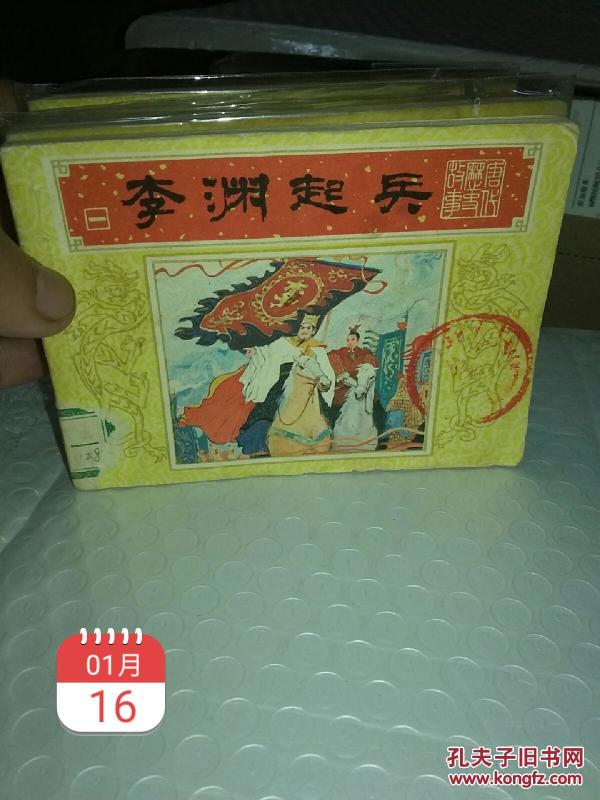 李渊起兵
一
唐代
历史
故事
李
28
01月
16
孔夫子旧书网
www.kongfz.com